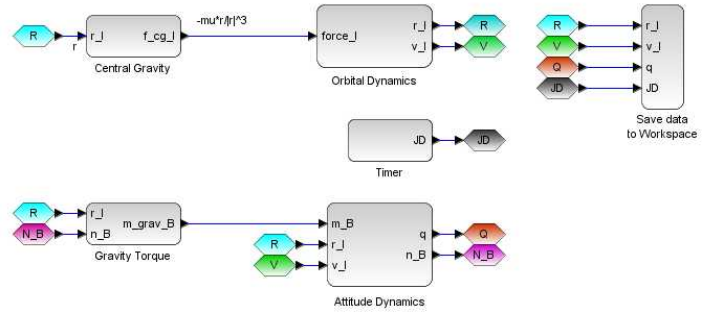 -mu*r/|r|^3
R
r
r_I
f_cg_I
Central Gravity
force_I
r_I
v_I
R
V
Orbital Dynamics
R
V
Q
JD
r_I
v_I
q
JD
Save data
to Workspace
JD
JD
Timer
R
N_B
r_I
n_B
m_grav_B
Gravity Torque
R
V
m_B
r_I
v_I
q
n_B
Q
N_B
Attitude Dynamics